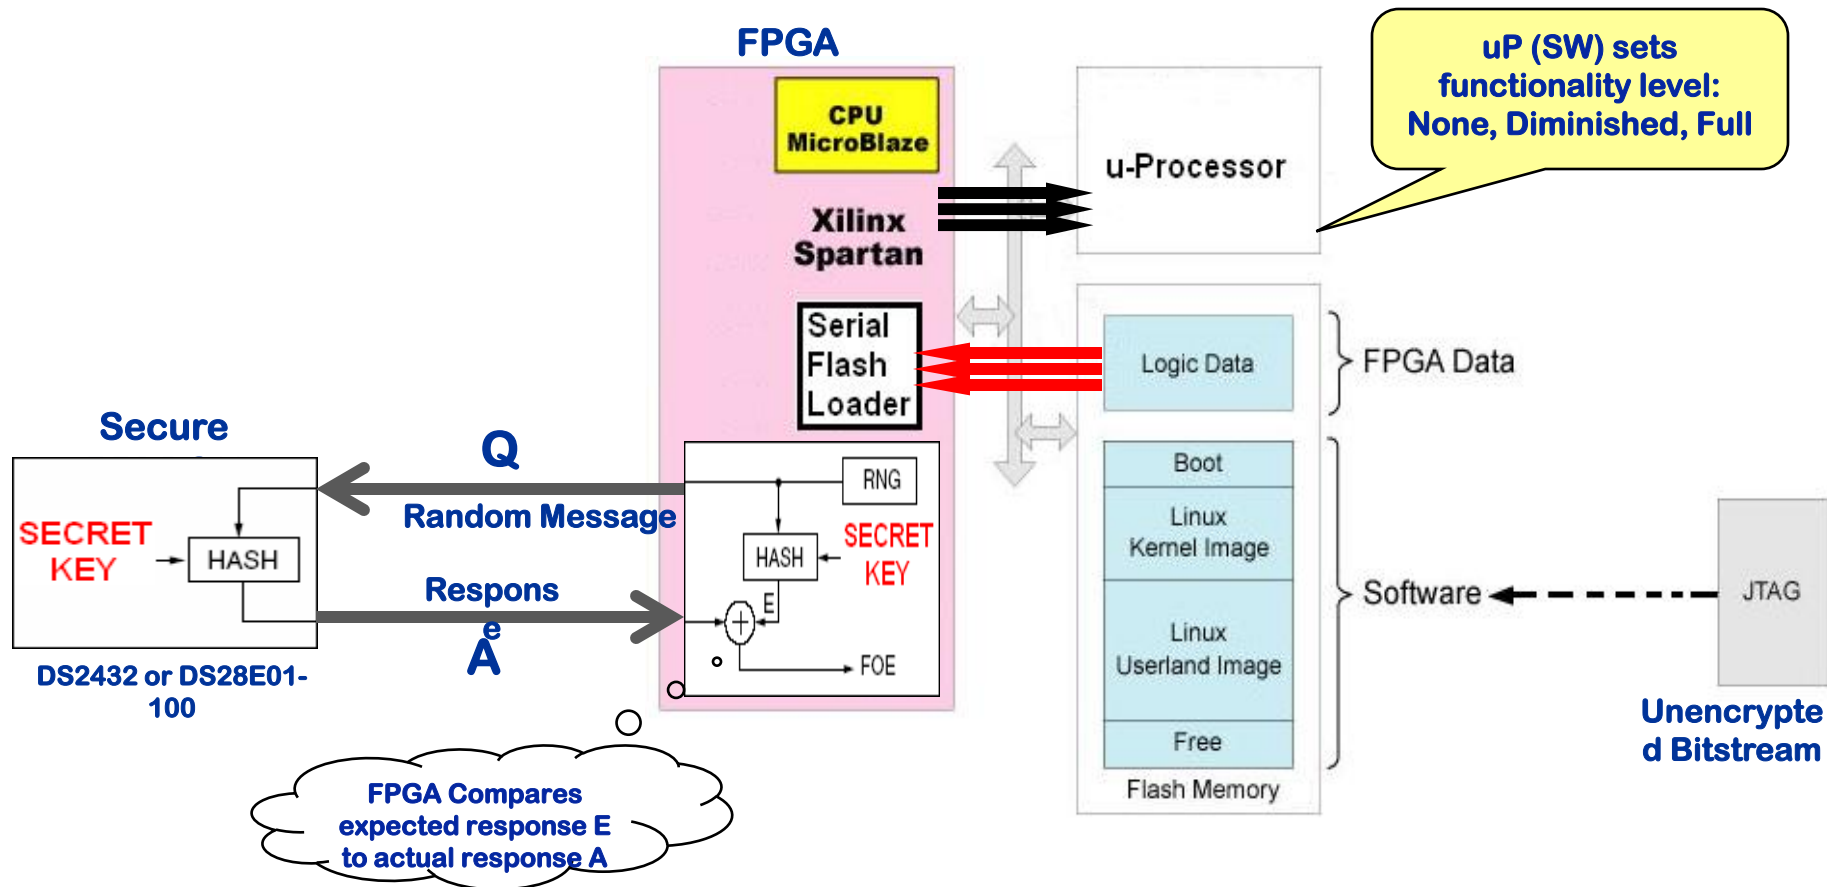 FPGA
uP (SW) sets
functionality level:
None, Diminished, Full
CPU
MicroBlaze
u-Processor
Xilinx
Spartan
Serial
Flash
Loader
Logic Data
FPGA Data
Secure
Q
Random Message
RNG
SECRET
KEY
HASH
SECRET
KEY
HASH
E
Respons
e
A
FOE
DS2432 or DS28E01-
100
Boot
Linux
Kernel Image
Linux
Userland Image
Free
Flash Memory
Software
JTAG
Unencrypte
d Bitstream
FPGA Compares
expected response E
to actual response A